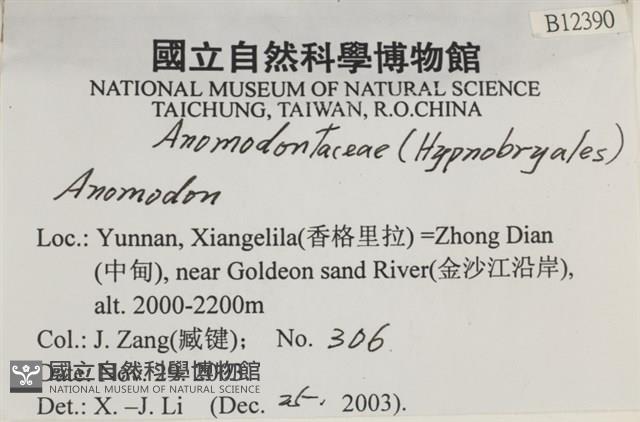 B12390
國立自然科學博物館
NATIONAL MUSEUM OF NATURAL SCIENCE
TAICHUNG, TAIWAN, R.O.CHINA
Anomodontaceae (Hypnobryales)
Anomodon
Loc.: Yunnan, Xiangelila(香格里拉) =Zhong Dian
(中甸), near Goldeon sand River(金沙江沿岸),
alt. 2000-2200m
Col.: J. Zang(臧键); No. 306
國立自然科學博物館
NATIONAL MUSEUM OF NATURAL SCIENCE
Date: Nov.
Det.: X. –J. Li (Dec. 25, 2003).